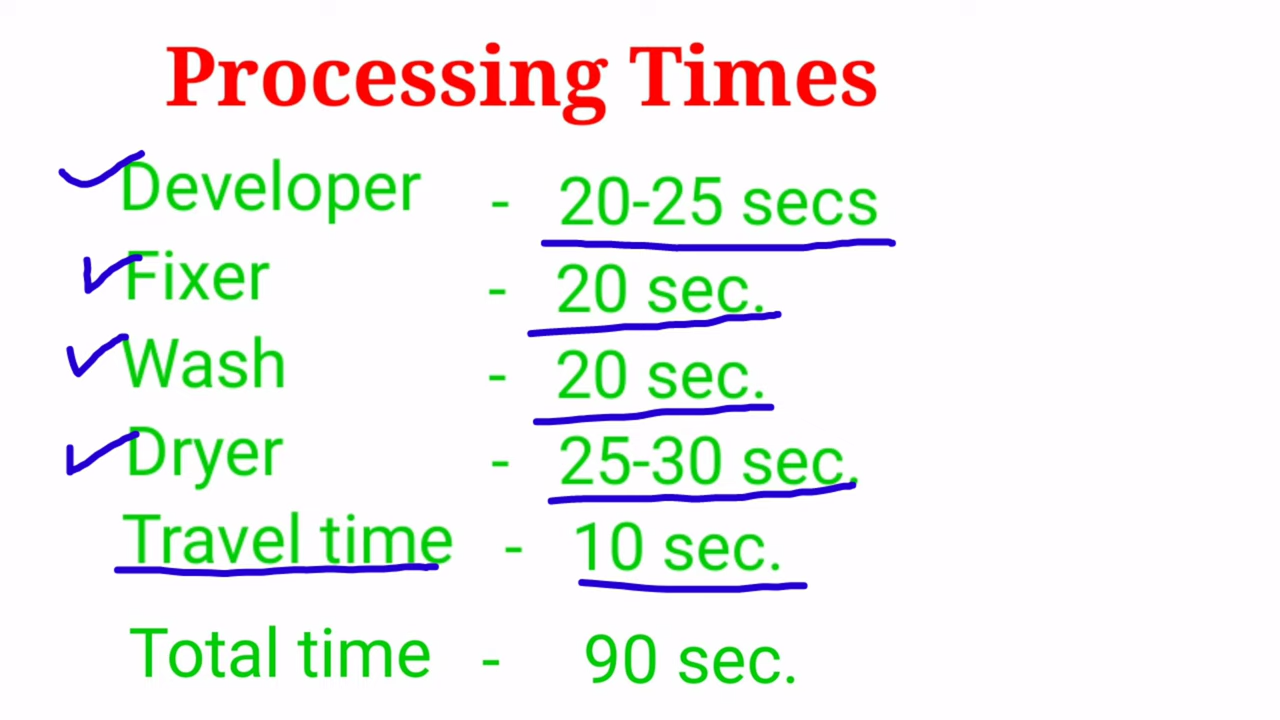 Processing Times
Developer - 20-25 secs
Fixer - 20 sec.
Wash - 20 sec.
Dryer - 25-30 sec.
Travel time - 10 sec.
Total time - 90 sec.